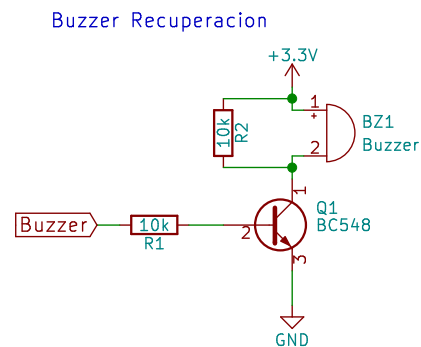 Buzzer Recuperacion
+3.3V
1
+
BZ1
10k
R2
2
Buzzer
1
Q1
BC548
Buzzer
10k
R1
2
3
GND